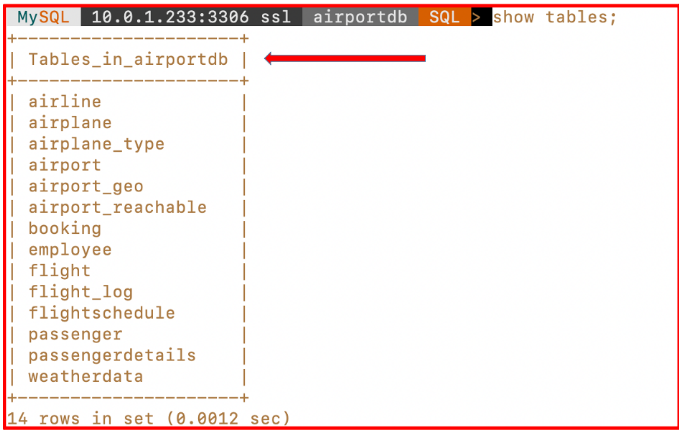 MySQL 10.0.1.233:3306 ssl airportdb SQL > show tables;
+---------------------+
| Tables_in_airportdb |
+---------------------+
| airline             |
| airplane            |
| airplane_type       |
| airport             |
| airport_geo         |
| airport_reachable   |
| booking             |
| employee            |
| flight              |
| flight_log          |
| flightschedule      |
| passenger           |
| passengerdetails    |
| weatherdata         |
+---------------------+
14 rows in set (0.0012 sec)